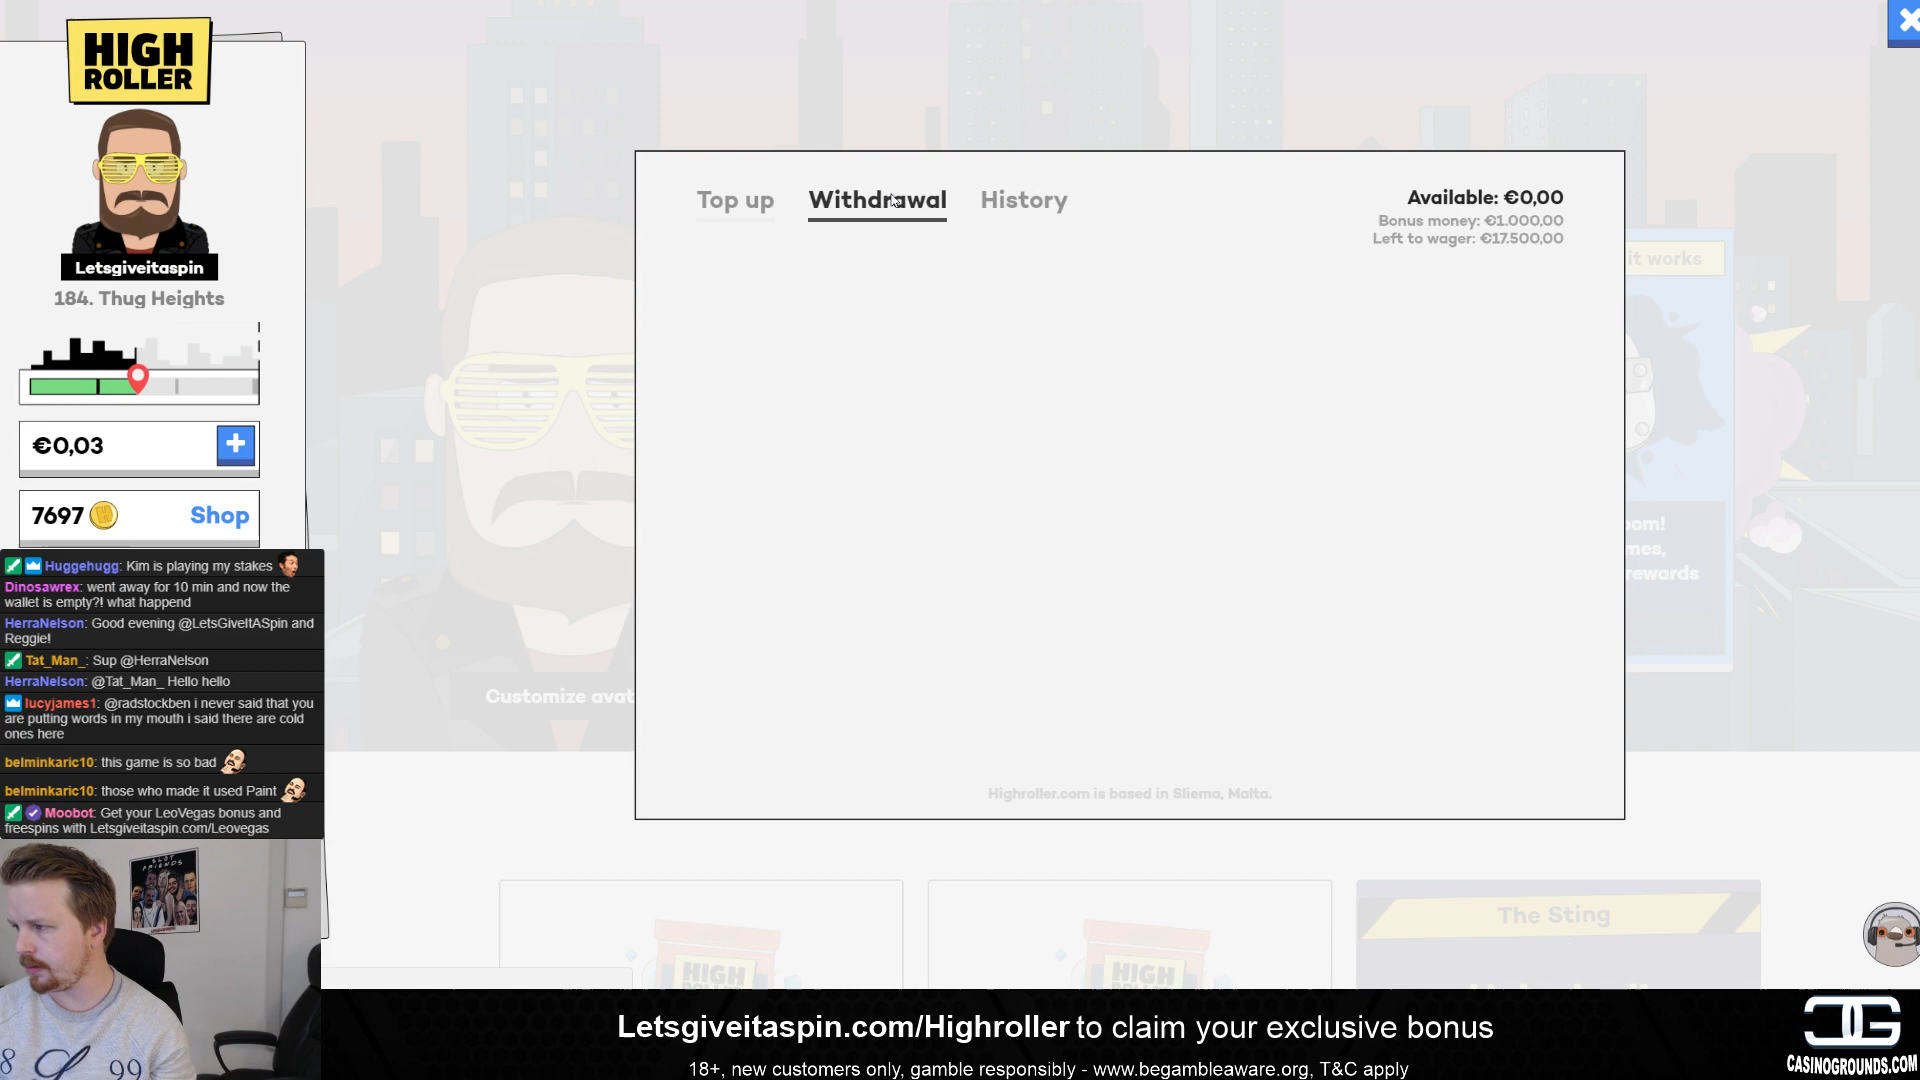 HIGH
ROLLER
Letsgiveitaspin
184. Thug Heights
€0,03
7697
Shop
Huggehugg: Kim is playing my stakes
Dinosawrex: went away for 10 min and now the
wallet is empty?! what happend
HerraNelson: Good evening @LetsGiveItASpin and
Reggie!
Tat_Man_: Sup @HerraNelson
HerraNelson: @Tat_Man_ Hello hello
lucyjames1: @radstockben i never said that you
are putting words in my mouth i said there are cold
ones here
belminkaric10: this game is so bad
belminkaric10: those who made it used Paint
Moobot: Get your LeoVegas bonus and
freespins with Letsgiveitaspin.com/Leovegas
SLOT
FRIENDS
99
Top up
Withdrawal
History
Available: €0,00
Bonus money: €1.000,00
Left to wager: €17.500,00
it works
rewards
Customize avat
Highroller.com is based in Sliema, Malta.
HIGH
HIGH
The Sting
Letsgiveitaspin.com/Highroller to claim your exclusive bonus
18+, new customers only, gamble responsibly - www.begambleaware.org, T&C apply
CG
CASINOGROUNDS.COM